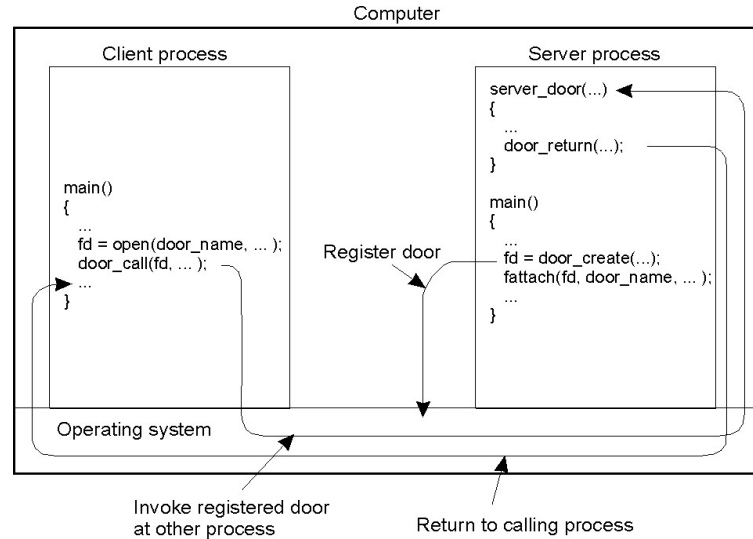 Computer
Client process
Server process
main()
{
...
fd = open(door_name, ... );
door_call(fd, ... );
...
}
server_door(...)
{
...
door_return(...);
}
main()
{
...
fd = door_create(...);
fattach(fd, door_name, ... );
...
}
Register door
Operating system
Invoke registered door
at other process
Return to calling process